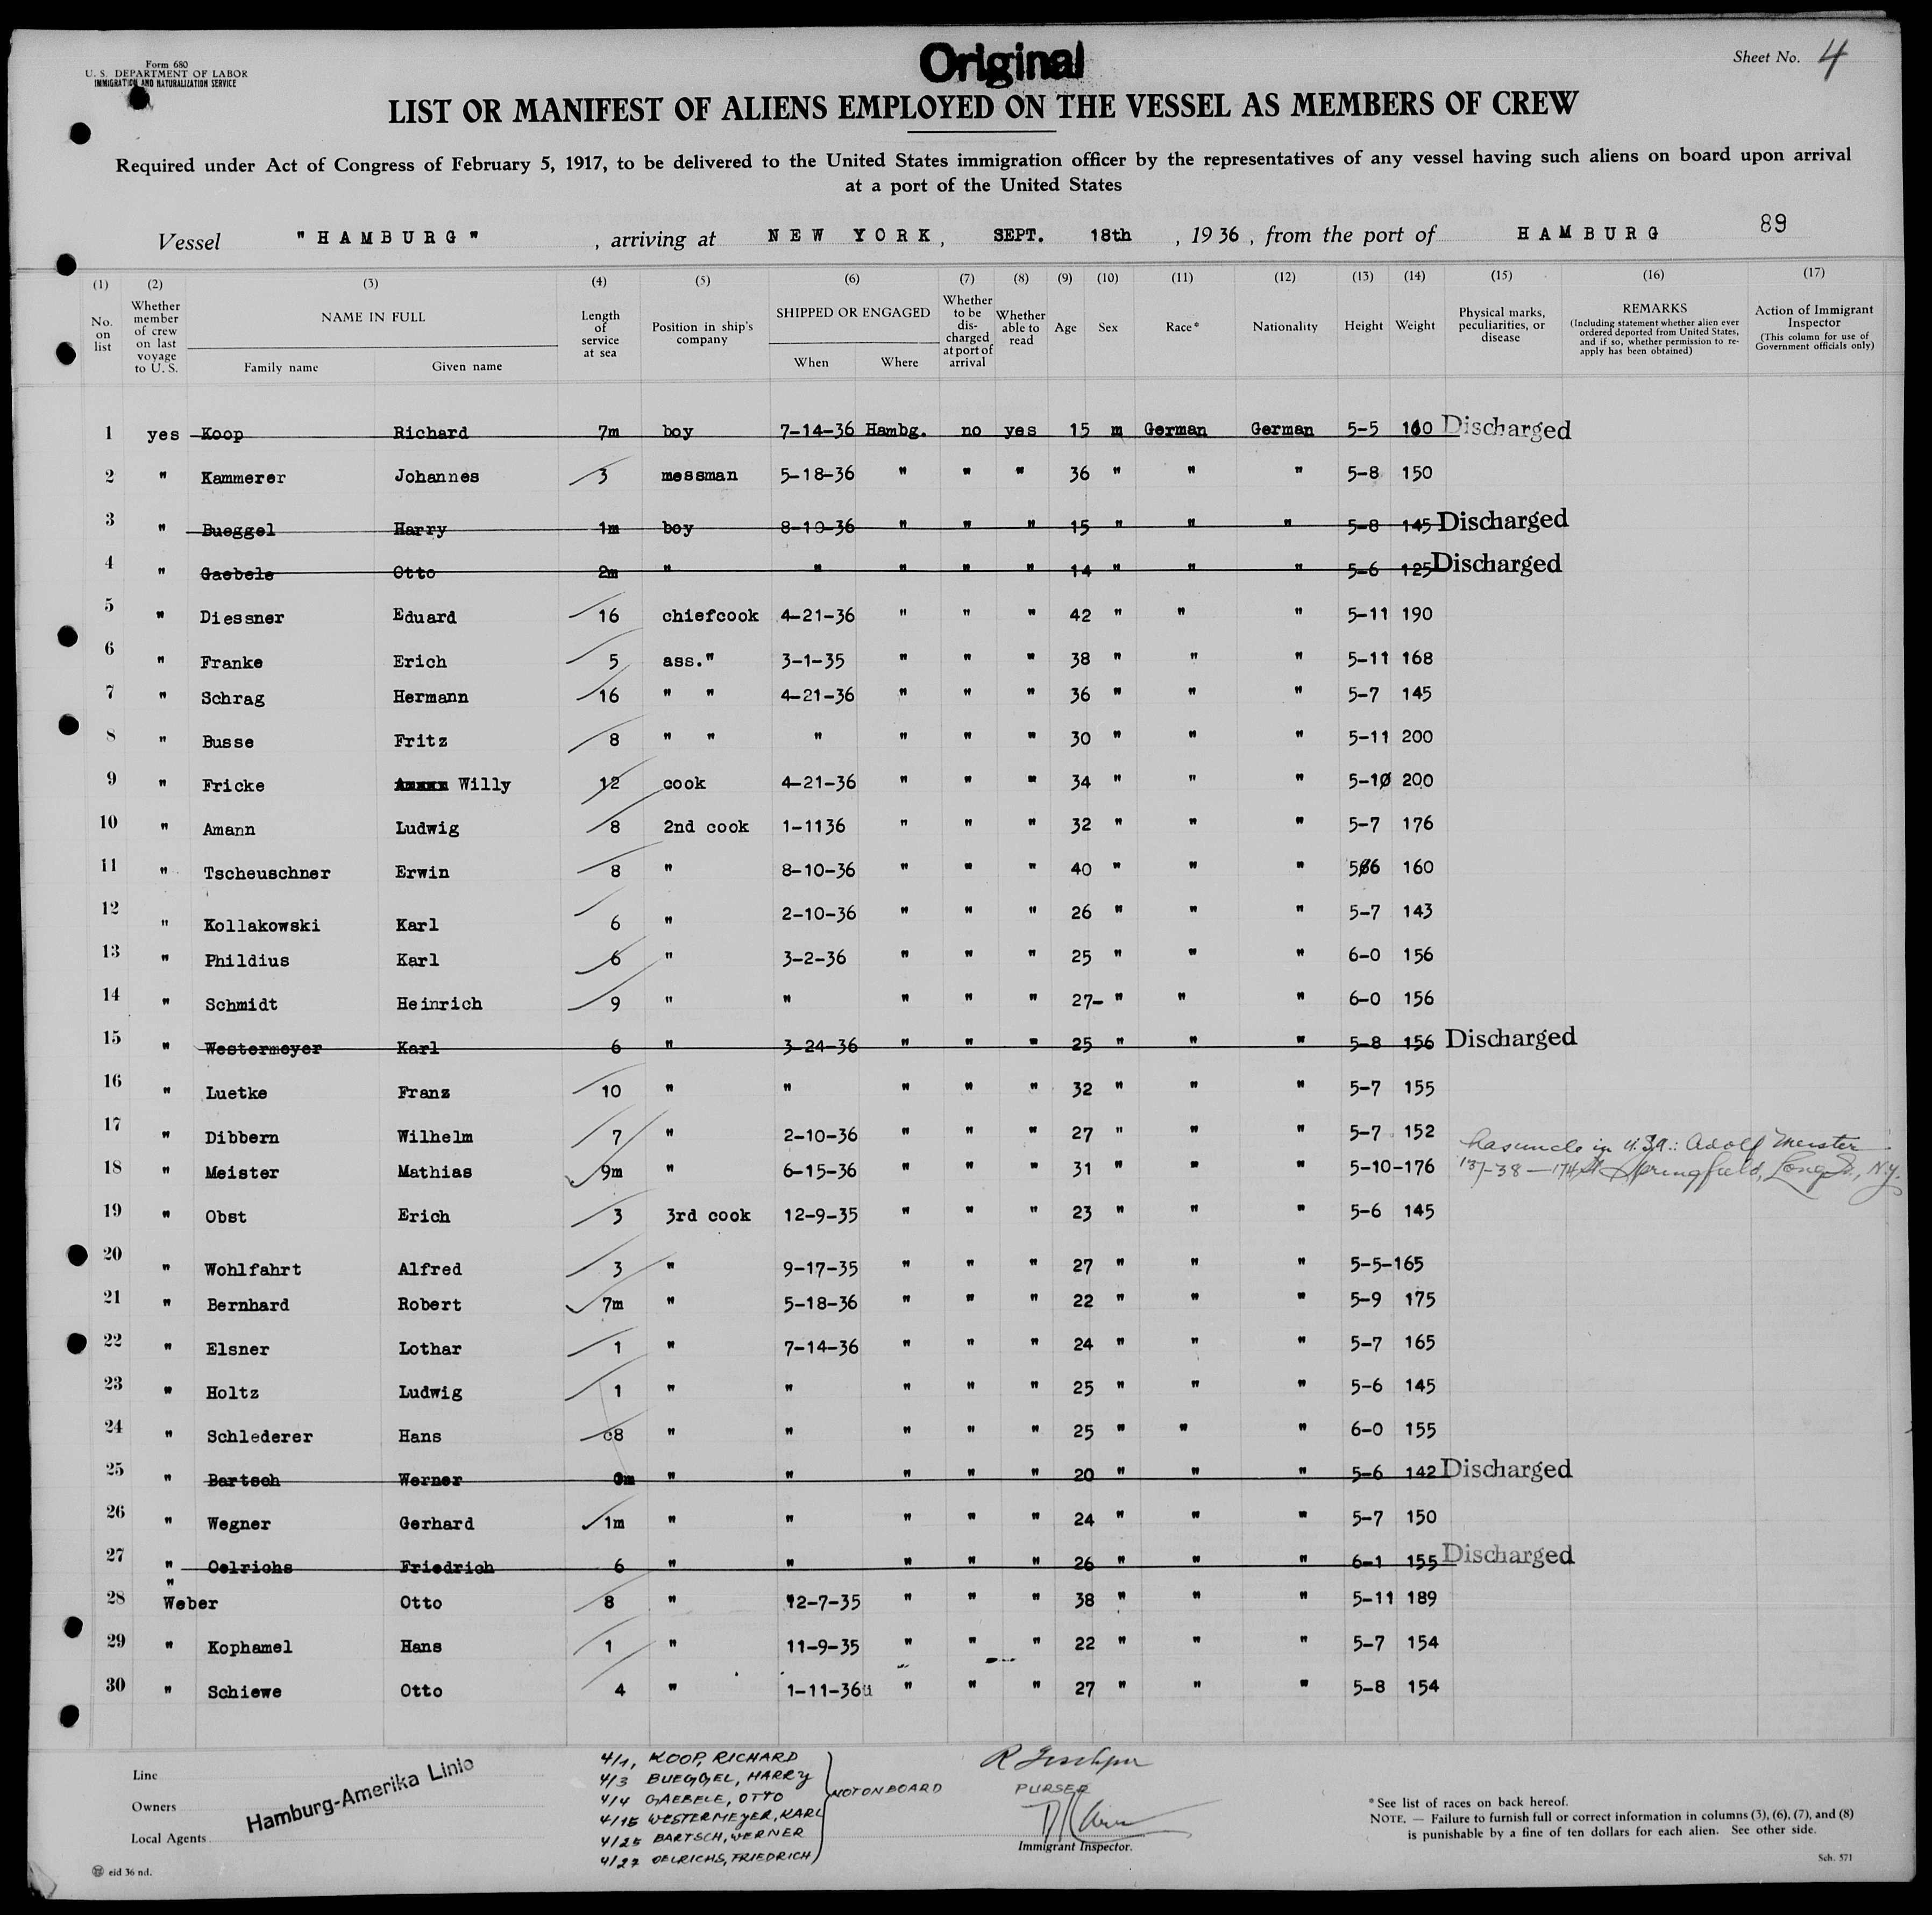 Form 680
U. S. DEPARTMENT OF LABOR
IMMIGRATION AND NATURALIZATION SERVICE
Original
Sheet No. 4
LIST OR MANIFEST OF ALIENS EMPLOYED ON THE VESSEL AS MEMBERS OF CREW
Required under Act of Congress of February 5, 1917, to be delivered to the United States immigration officer by the representatives of any vessel having such aliens on board upon arrival
at a port of the United States
Vessel "HAMBURG", arriving at NEW YORK, SEPT. 18th, 1936, from the port of HAMBURG 89
(1) (2) (3) (4) (5) (6) (7) (8) (9) (10) (11) (12) (13) (14) (15) (16) (17)
No. on list
Whether member of crew on last voyage to U. S.
NAME IN FULL
Family name Given name
Length of service at sea
Position in ship's company
SHIPPED OR ENGAGED
When Where
Whether to be discharged at port of arrival
Whether able to read
Age Sex Race* Nationality Height Weight
Physical marks, peculiarities, or disease
REMARKS
(Including statement whether alien ever ordered deported from United States, and if so, whether permission to re-apply has been obtained)
Action of Immigrant Inspector
(This column for use of Government officials only)
1 yes Koop Richard 7m boy 7-14-36 Hambg. no yes 15 m German German 5-5 Discharged
2 " Kammerer Johannes 3 messman 5-18-36 " " " 36 " " " 5-8 150
3 " Bueggel Harry 1m boy 8-10-36 " " " 15 " " " 5-8 145 Discharged
4 " Gaebele Otto 2m " " " " " 14 " " " 5-6 125 Discharged
5 " Diessner Eduard 16 chiefcook 4-21-36 " " " 42 " " " 5-11 190
6 " Franke Erich 5 ass." 3-1-35 " " " 38 " " " 5-11 168
7 " Schrag Hermann 16 " " 4-21-36 " " " 36 " " " 5-7 145
8 " Busse Fritz 8 " " " " " " 30 " " " 5-11 200
9 " Fricke Willy 12 cook 4-21-36 " " " 34 " " " 5-10 200
10 " Amann Ludwig 8 2nd cook 1-1136 " " " 32 " " " 5-7 176
11 " Tscheuschner Erwin 8 " 8-10-36 " " " 40 " " " 160
12 " Kollakowski Karl 6 " 2-10-36 " " " 26 " " " 5-7 143
13 " Phildius Karl 6 " 3-2-36 " " " 25 " " " 6-0 156
14 " Schmidt Heinrich 9 " " " " " 27- " " " 6-0 156
15 " Westermeyer Karl 6 " 3-24-36 " " " 25 " " " 5-8 156 Discharged
16 " Luetke Franz 10 " " " " " 32 " " " 5-7 155
17 " Dibbern Wilhelm 7 " 2-10-36 " " " 27 " " " 5-7 152
has uncle in U.S.A.: Adolf Meister
18 " Meister Mathias 9m " 6-15-36 " " " 31 " " " 5-10-176 137-38-174 St. Springfield, Long Is., N.Y.
19 " Obst Erich 3 3rd cook 12-9-35 " " " 23 " " " 5-6 145
20 " Wohlfahrt Alfred 3 " 9-17-35 " " " 27 " " " 5-5-165
21 " Bernhard Robert 7m " 5-18-36 " " " 22 " " " 5-9 175
22 " Elsner Lothar 1 " 7-14-36 " " " 24 " " " 5-7 165
23 " Holtz Ludwig 1 " " " " " 25 " " " 5-6 145
24 " Schlederer Hans 8 " " " " " 25 " " " 6-0 155
25 " Bartsch Werner " " " " " 20 " " " 5-6 142 Discharged
26 " Wegner Gerhard 1m " " " " " 24 " " " 5-7 150
27 " Oelrichs Friedrich 6 " " " " " 26 " " " 6-1 155 Discharged
28 " Weber Otto 8 " 12-7-35 " " " 38 " " " 5-11 189
29 " Kophamel Hans 1 " 11-9-35 " " " 22 " " " 5-7 154
30 " Schiewe Otto 4 " 1-11-36 " " " 27 " " " 5-8 154
Line
Owners
Local Agents
Hamburg-Amerika Linie
4/1, KOOP, RICHARD
4/3 BUEGGEL, HARRY
4/4 GAEBELE, OTTO
4/15 WESTERMEYER, KARL
4/25 BARTSCH, WERNER
4/27 OELRICHS, FRIEDRICH
NOT ON BOARD
PURSER
Immigrant Inspector.
* See list of races on back hereof.
NOTE. — Failure to furnish full or correct information in columns (3), (6), (7), and (8)
is punishable by a fine of ten dollars for each alien. See other side.
eid 36 nd.
Sch. 571